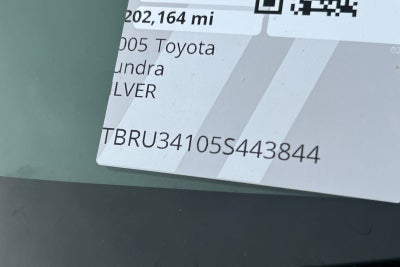 202,164 mi
005 Toyota
undra
LVER
TBRU34105S443844